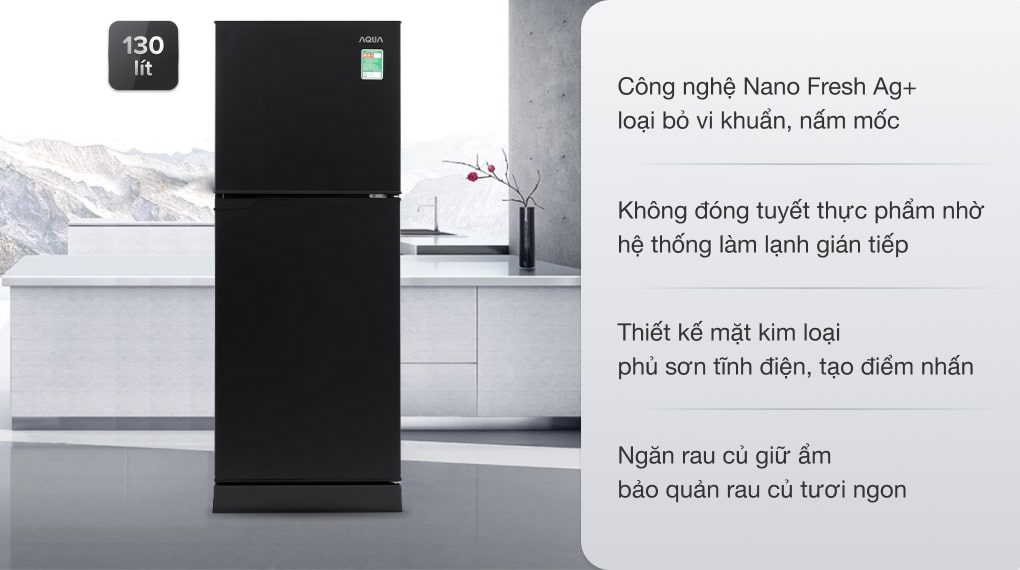 130
lít
AQUA
Công nghệ Nano Fresh Ag+
loại bỏ vi khuẩn, nấm mốc
Không đóng tuyết thực phẩm nhờ
hệ thống làm lạnh gián tiếp
Thiết kế mặt kim loại
phủ sơn tĩnh điện, tạo điểm nhấn
Ngăn rau củ giữ ẩm
bảo quản rau củ tươi ngon